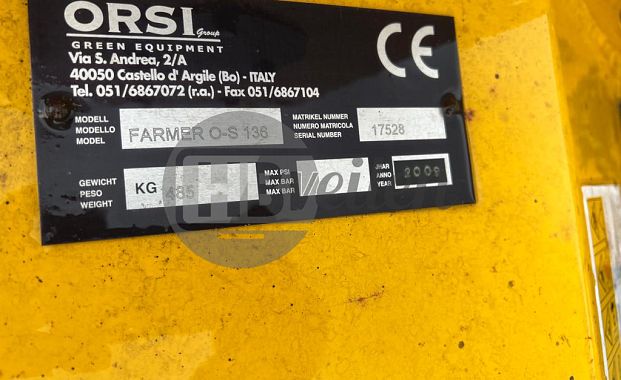 ORSI Group
GREEN EQUIPMENT
Via S. Andrea, 2/A
40050 Castello d' Argile (Bo) - ITALY
Tel. 051/6867072 (r.a.) - Fax 051/6867104
CE
MODELL
MODELLO
MODEL
FARMER O-S 136
MATRIKEL NUMMER
NUMERO MATRICOLA
SERIAL NUMBER
17528
GEWICHT
PESO
WEIGHT
KG 485
MAX PSI
MAX BAR
MAX BAR
JHAR
ANNO
YEAR
2009